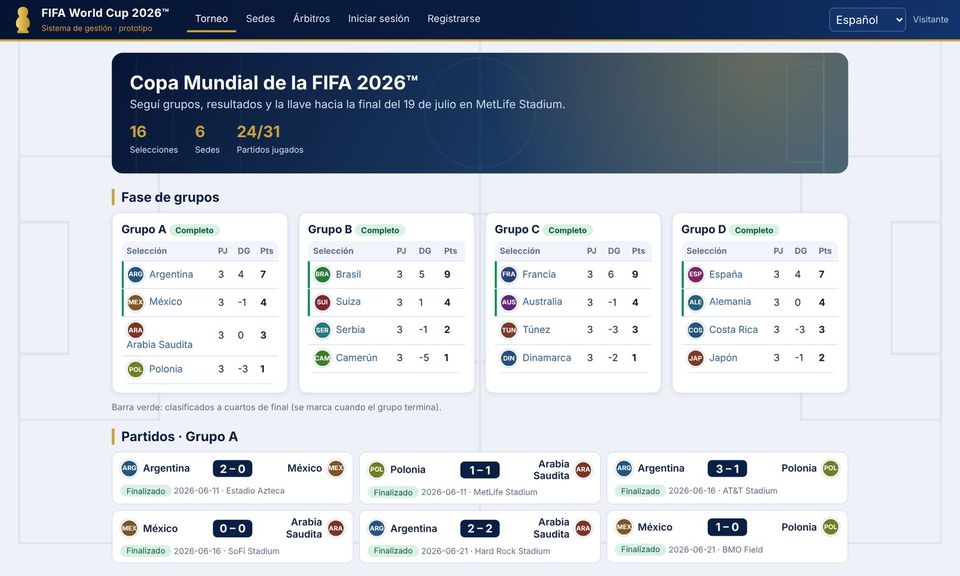 FIFA World Cup 2026™
Sistema de gestión · prototipo
Torneo Sedes Árbitros Iniciar sesión Registrarse
Español Visitante
Copa Mundial de la FIFA 2026™
Seguí grupos, resultados y la llave hacia la final del 19 de julio en MetLife Stadium.
16 6 24/31
Selecciones Sedes Partidos jugados
Fase de grupos
Grupo A Completo
Selección PJ DG Pts
ARG Argentina 3 4 7
MEX México 3 -1 4
ARA Arabia Saudita 3 0 3
POL Polonia 3 -3 1
Grupo B Completo
Selección PJ DG Pts
BRA Brasil 3 5 9
SUI Suiza 3 1 4
SER Serbia 3 -1 2
CAM Camerún 3 -5 1
Grupo C Completo
Selección PJ DG Pts
FRA Francia 3 6 9
AUS Australia 3 -1 4
TUN Túnez 3 -3 3
DIN Dinamarca 3 -2 1
Grupo D Completo
Selección PJ DG Pts
ESP España 3 4 7
ALE Alemania 3 0 4
COS Costa Rica 3 -3 3
JAP Japón 3 -1 2
Barra verde: clasificados a cuartos de final (se marca cuando el grupo termina).
Partidos · Grupo A
ARG Argentina 2 – 0 México MEX
Finalizado 2026-06-11 · Estadio Azteca
POL Polonia 1 – 1 Arabia Saudita ARA
Finalizado 2026-06-11 · MetLife Stadium
ARG Argentina 3 – 1 Polonia POL
Finalizado 2026-06-16 · AT&T Stadium
MEX México 0 – 0 Arabia Saudita ARA
Finalizado 2026-06-16 · SoFi Stadium
ARG Argentina 2 – 2 Arabia Saudita ARA
Finalizado 2026-06-21 · Hard Rock Stadium
MEX México 1 – 0 Polonia POL
Finalizado 2026-06-21 · BMO Field